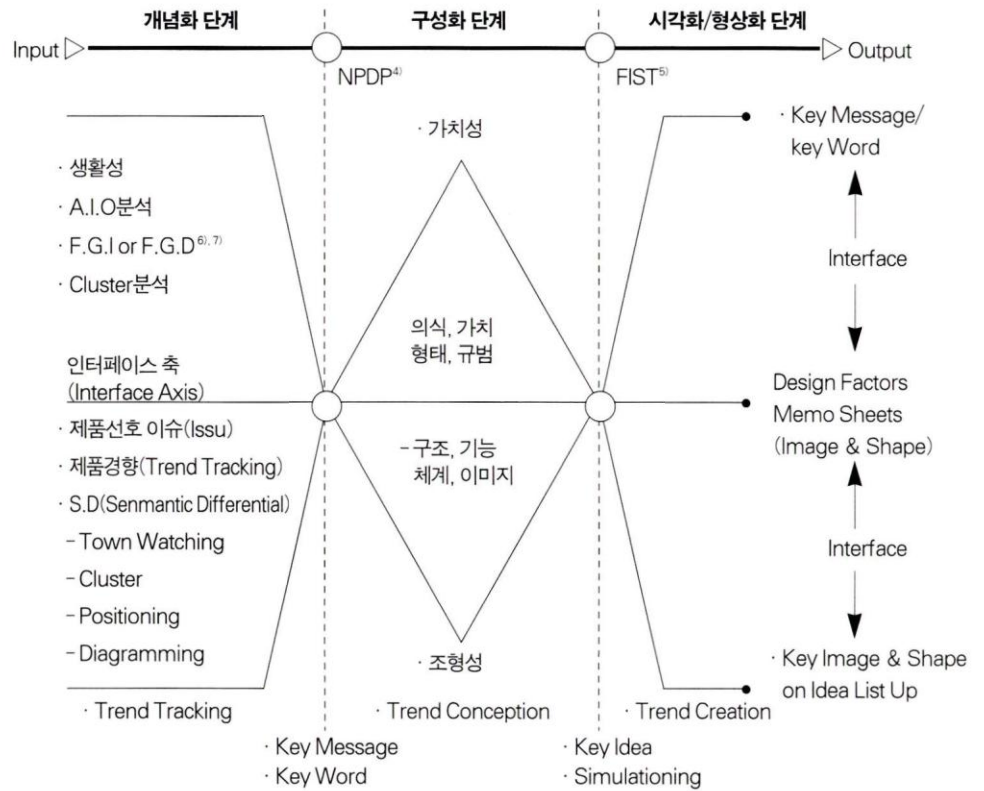 개념화 단계
구성화 단계
시각화/형상화 단계
Input
Output
NPDP4)
FIST5)
· 생활성
· A.I.O분석
· F.G.I or F.G.D 6), 7)
· Cluster분석
인터페이스 축
(Interface Axis)
· 제품선호 이슈(Issu)
· 제품경향(Trend Tracking)
· S.D(Senmantic Differential)
- Town Watching
- Cluster
- Positioning
- Diagramming
· Trend Tracking
· 가치성
의식, 가치
형태, 규범
- 구조, 기능
체계, 이미지
· 조형성
· Trend Conception
· Trend Creation
· Key Message
· Key Word
· Key Idea
· Simulationing
· Key Message/
key Word
Interface
Design Factors
Memo Sheets
(Image & Shape)
Interface
· Key Image & Shape
on Idea List Up